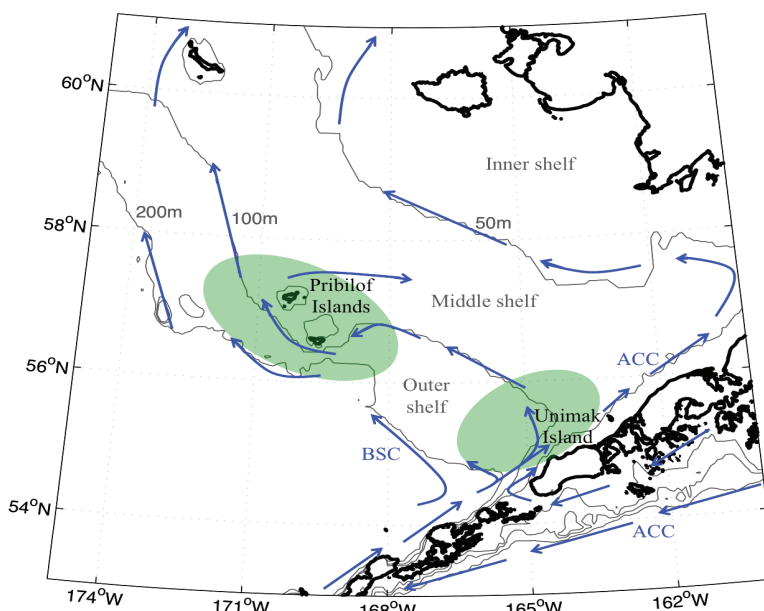 60°N
Inner shelf
200m
100m
50m
58°N
Pribilof
Islands
Middle shelf
56°N
ACC
Outer
shelf
Unimak
Island
BSC
54°N
ACC
174°W
171°W
168°W
165°W
162°W